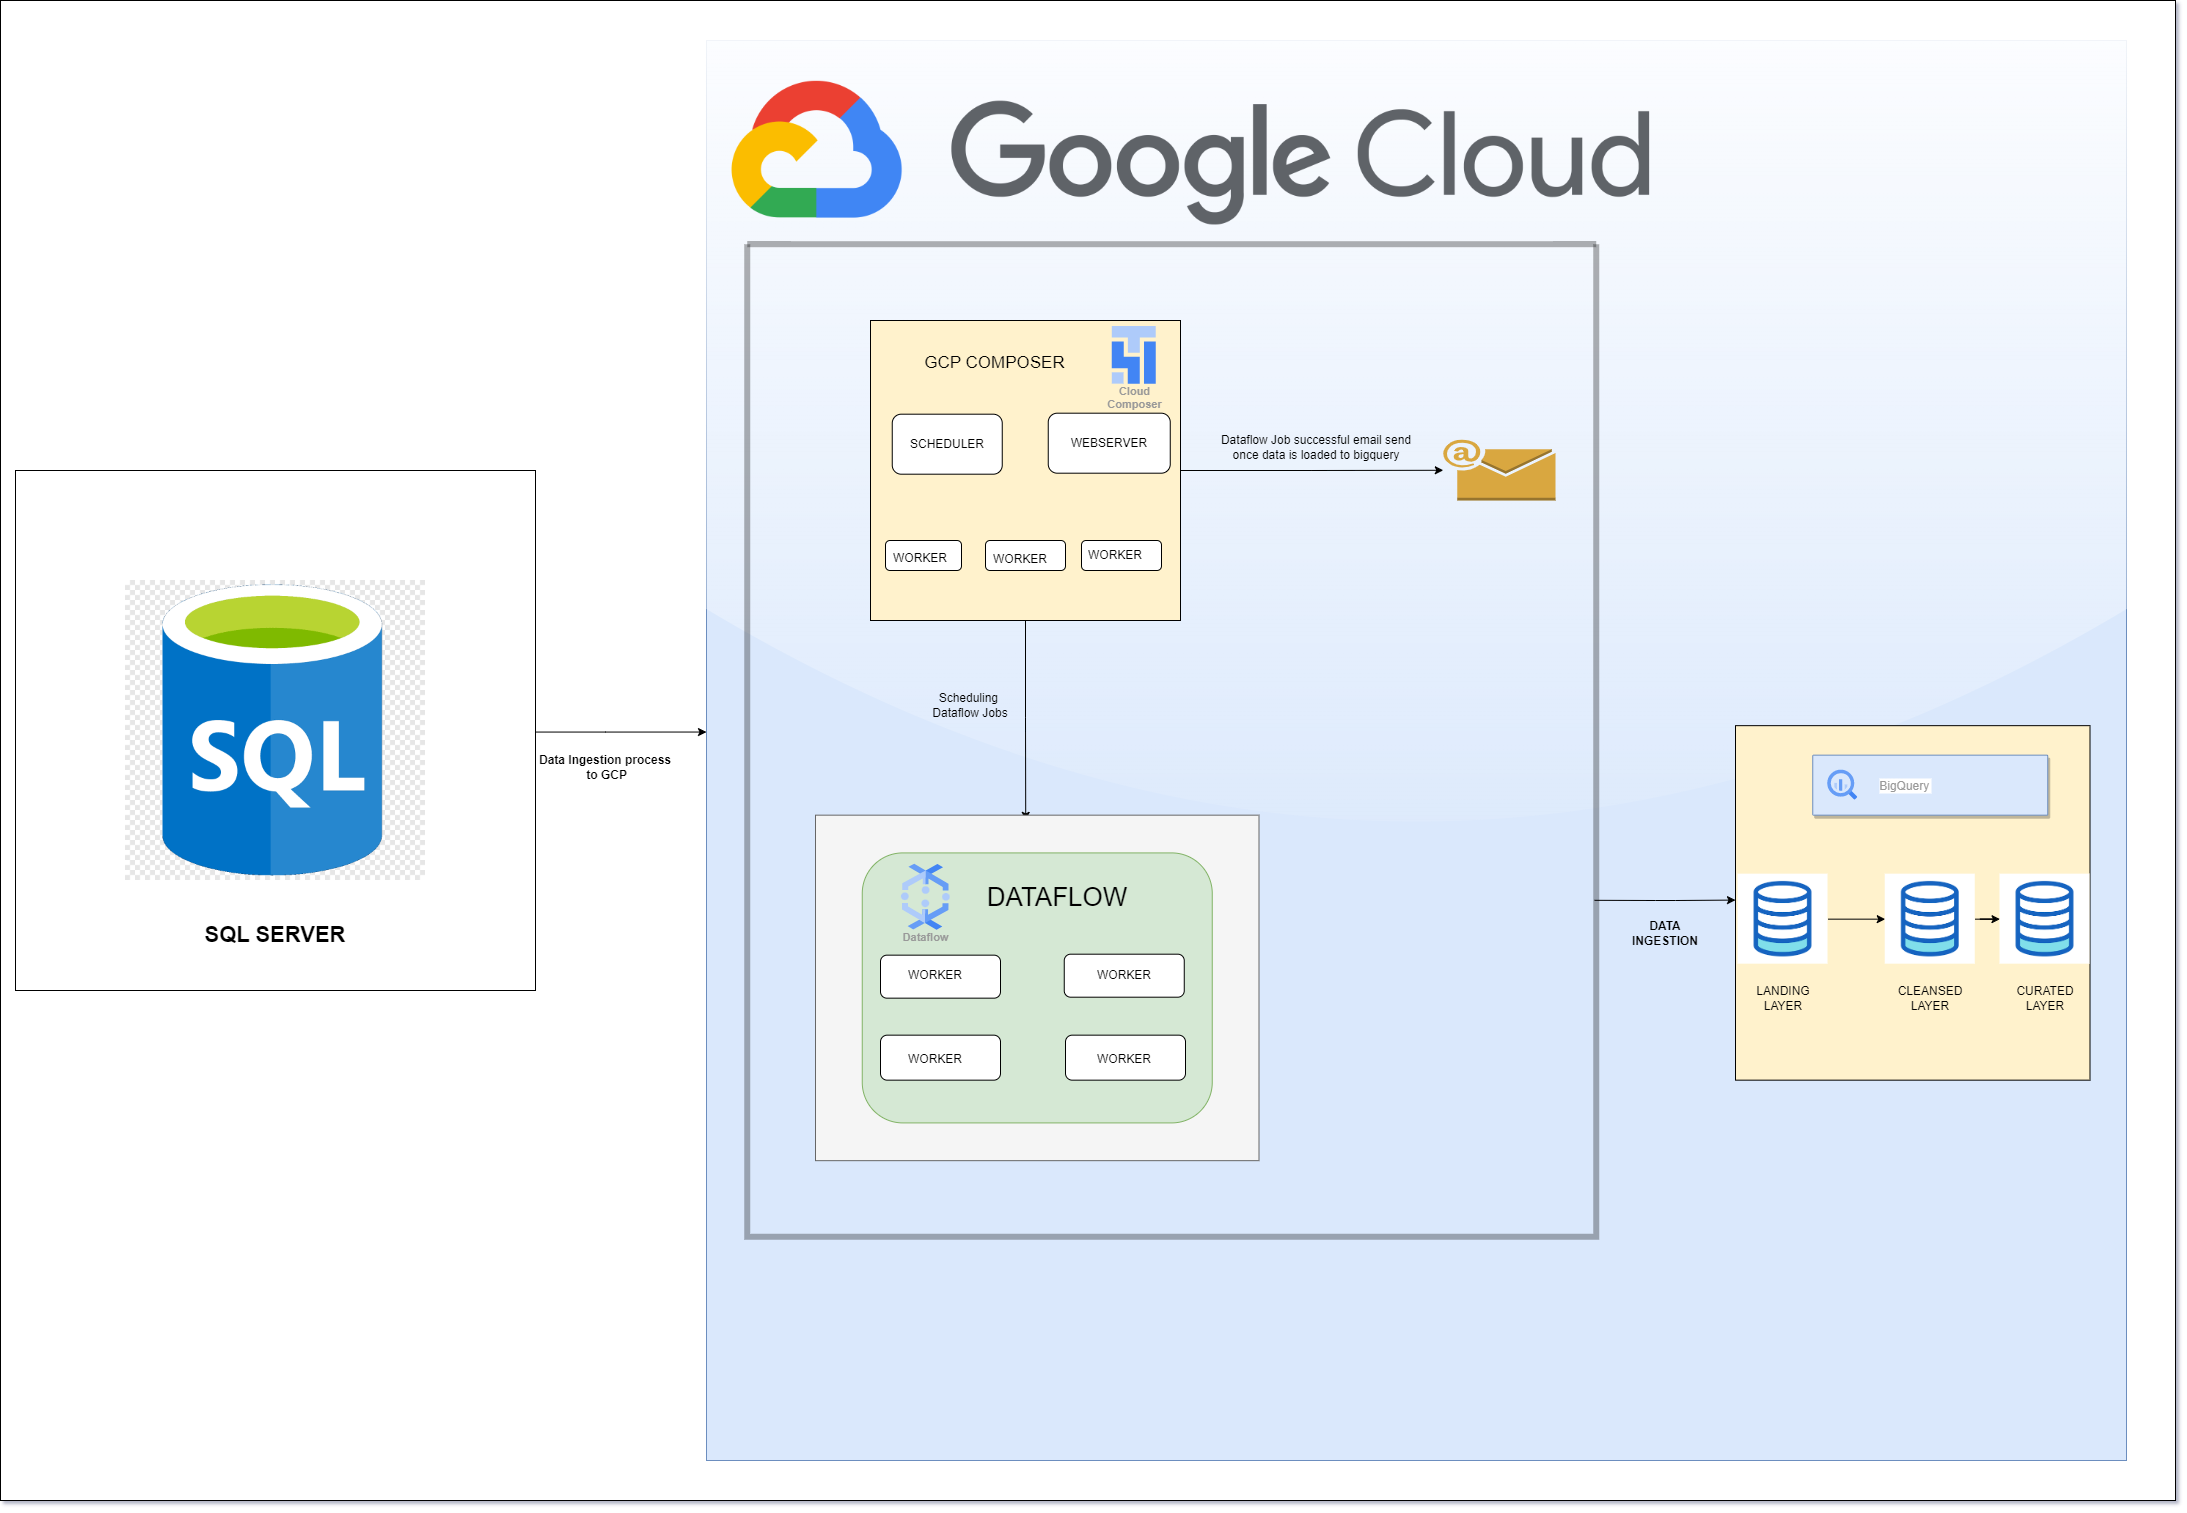 Google Cloud
GCP COMPOSER
Cloud
Composer
SCHEDULER
WEBSERVER
WORKER
WORKER
WORKER
Dataflow Job successful email send
once data is loaded to bigquery
@
SQL
SQL SERVER
Data Ingestion process
to GCP
Scheduling
Dataflow Jobs
DATAFLOW
Dataflow
WORKER
WORKER
WORKER
WORKER
DATA
INGESTION
BigQuery
LANDING
LAYER
CLEANSED
LAYER
CURATED
LAYER